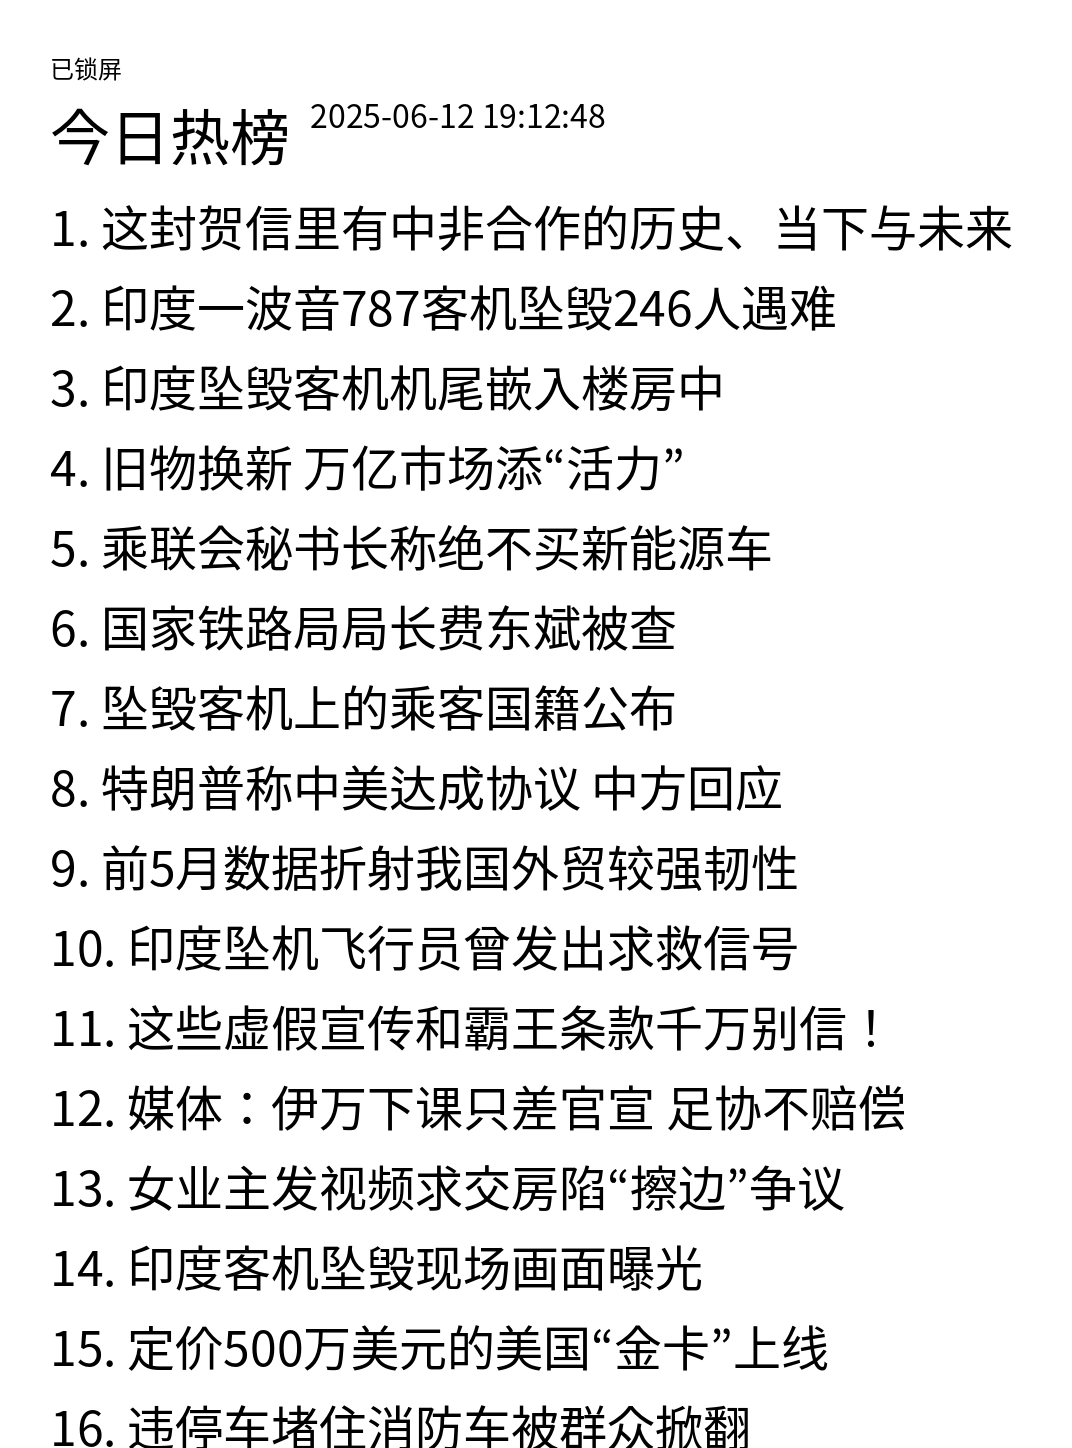 已锁屏
今日热榜 2025-06-12 19:12:48
1. 这封贺信里有中非合作的历史、当下与未来
2. 印度一波音787客机坠毁246人遇难
3. 印度坠毁客机机尾嵌入楼房中
4. 旧物换新 万亿市场添“活力”
5. 乘联会秘书长称绝不买新能源车
6. 国家铁路局局长费东斌被查
7. 坠毁客机上的乘客国籍公布
8. 特朗普称中美达成协议 中方回应
9. 前5月数据折射我国外贸较强韧性
10. 印度坠机飞行员曾发出求救信号
11. 这些虚假宣传和霸王条款千万别信！
12. 媒体：伊万下课只差官宣 足协不赔偿
13. 女业主发视频求交房陷“擦边”争议
14. 印度客机坠毁现场画面曝光
15. 定价500万美元的美国“金卡”上线
16. 违停车堵住消防车被群众掀翻